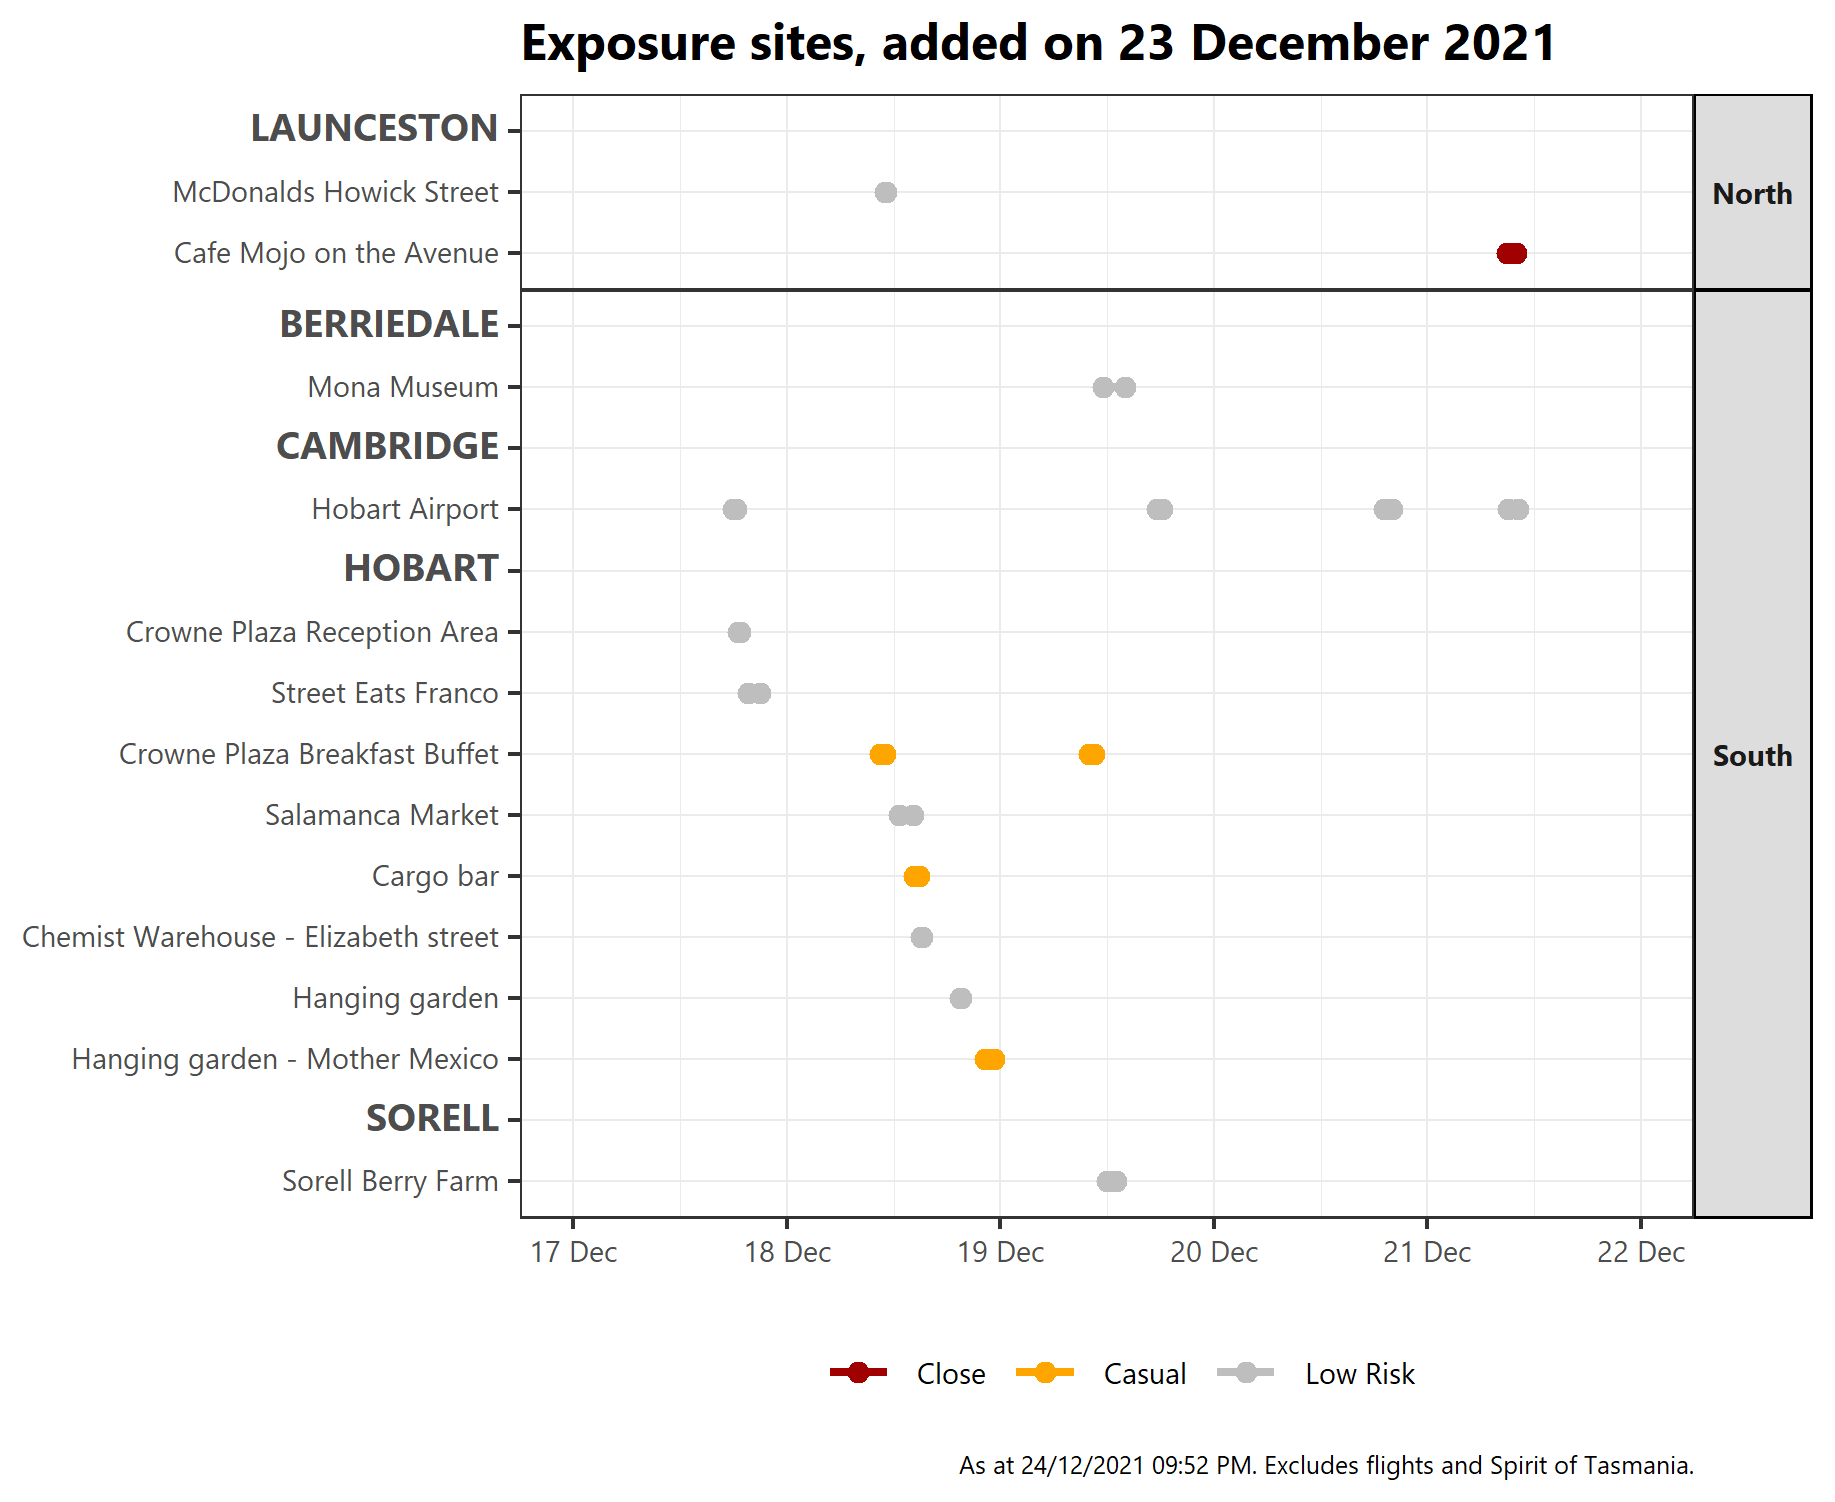 Exposure sites, added on 23 December 2021
LAUNCESTON
McDonalds Howick Street
Cafe Mojo on the Avenue
North
BERRIEDALE
Mona Museum
CAMBRIDGE
Hobart Airport
HOBART
Crowne Plaza Reception Area
Street Eats Franco
Crowne Plaza Breakfast Buffet
Salamanca Market
Cargo bar
Chemist Warehouse - Elizabeth street
Hanging garden
Hanging garden - Mother Mexico
SORELL
Sorell Berry Farm
South
17 Dec 18 Dec 19 Dec 20 Dec 21 Dec 22 Dec
Close Casual Low Risk
As at 24/12/2021 09:52 PM. Excludes flights and Spirit of Tasmania.